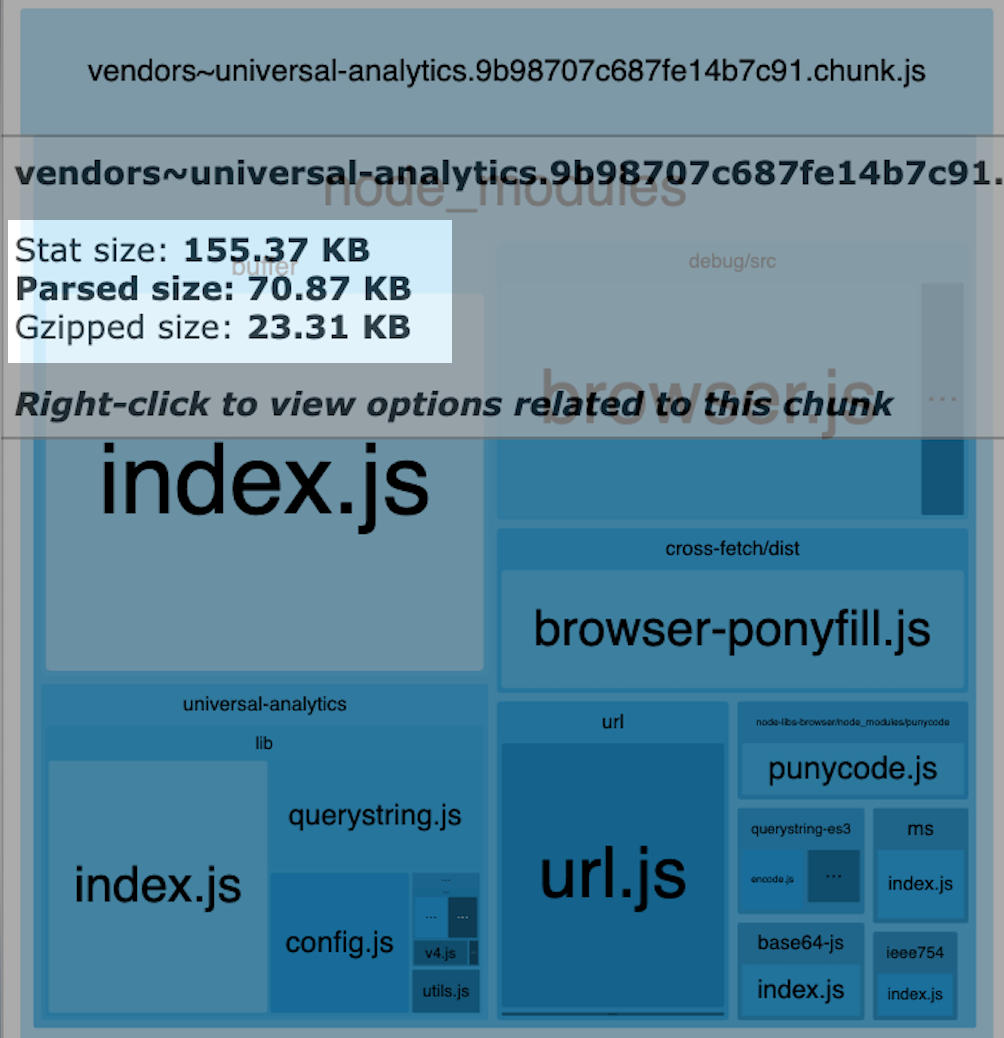 vendors~universal-analytics.9b98707c687fe14b7c91.chunk.js
vendors~universal-analytics.9b98707c687fe14b7c91.
node_modules
Stat size: 155.37 KB
buffer
debug/src
Parsed size: 70.87 KB
Gzipped size: 23.31 KB
browser.js
...
Right-click to view options related to this chunk
index.js
cross-fetch/dist
browser-ponyfill.js
universal-analytics
lib
index.js
querystring.js
config.js
...
...
...
...
v4.js
utils.js
url
url.js
node-libs-browser/node_modules/punycode
punycode.js
querystring-es3
encode.js
...
ms
index.js
base64-js
index.js
ieee754
index.js